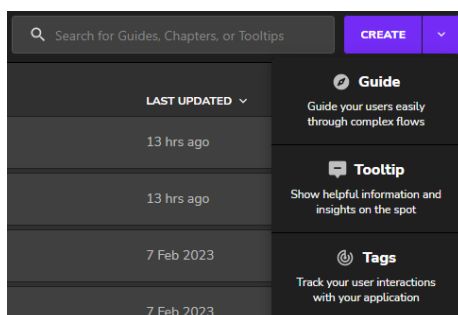 Search for Guides, Chapters, or Tooltips
CREATE
LAST UPDATED
13 hrs ago
13 hrs ago
7 Feb 2023
7 Feb 2023
Guide
Guide your users easily
through complex flows
Tooltip
Show helpful information and
insights on the spot
Tags
Track your user interactions
with your application